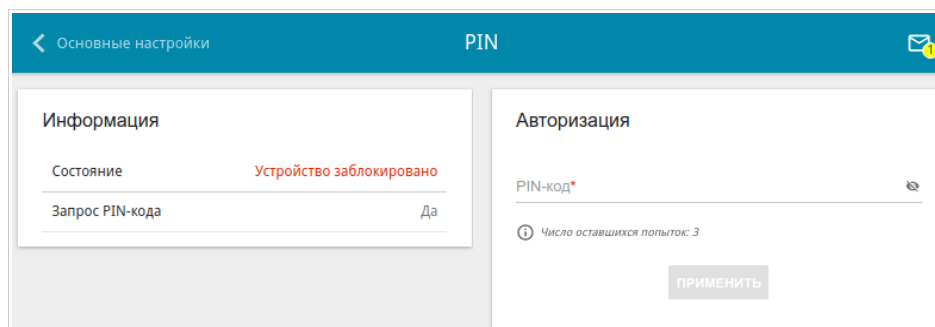 Основные настройки
PIN
1
Информация
Состояние Устройство заблокировано
Запрос PIN-кода Да
Авторизация
PIN-код*
Число оставшихся попыток: 3
ПРИМЕНИТЬ